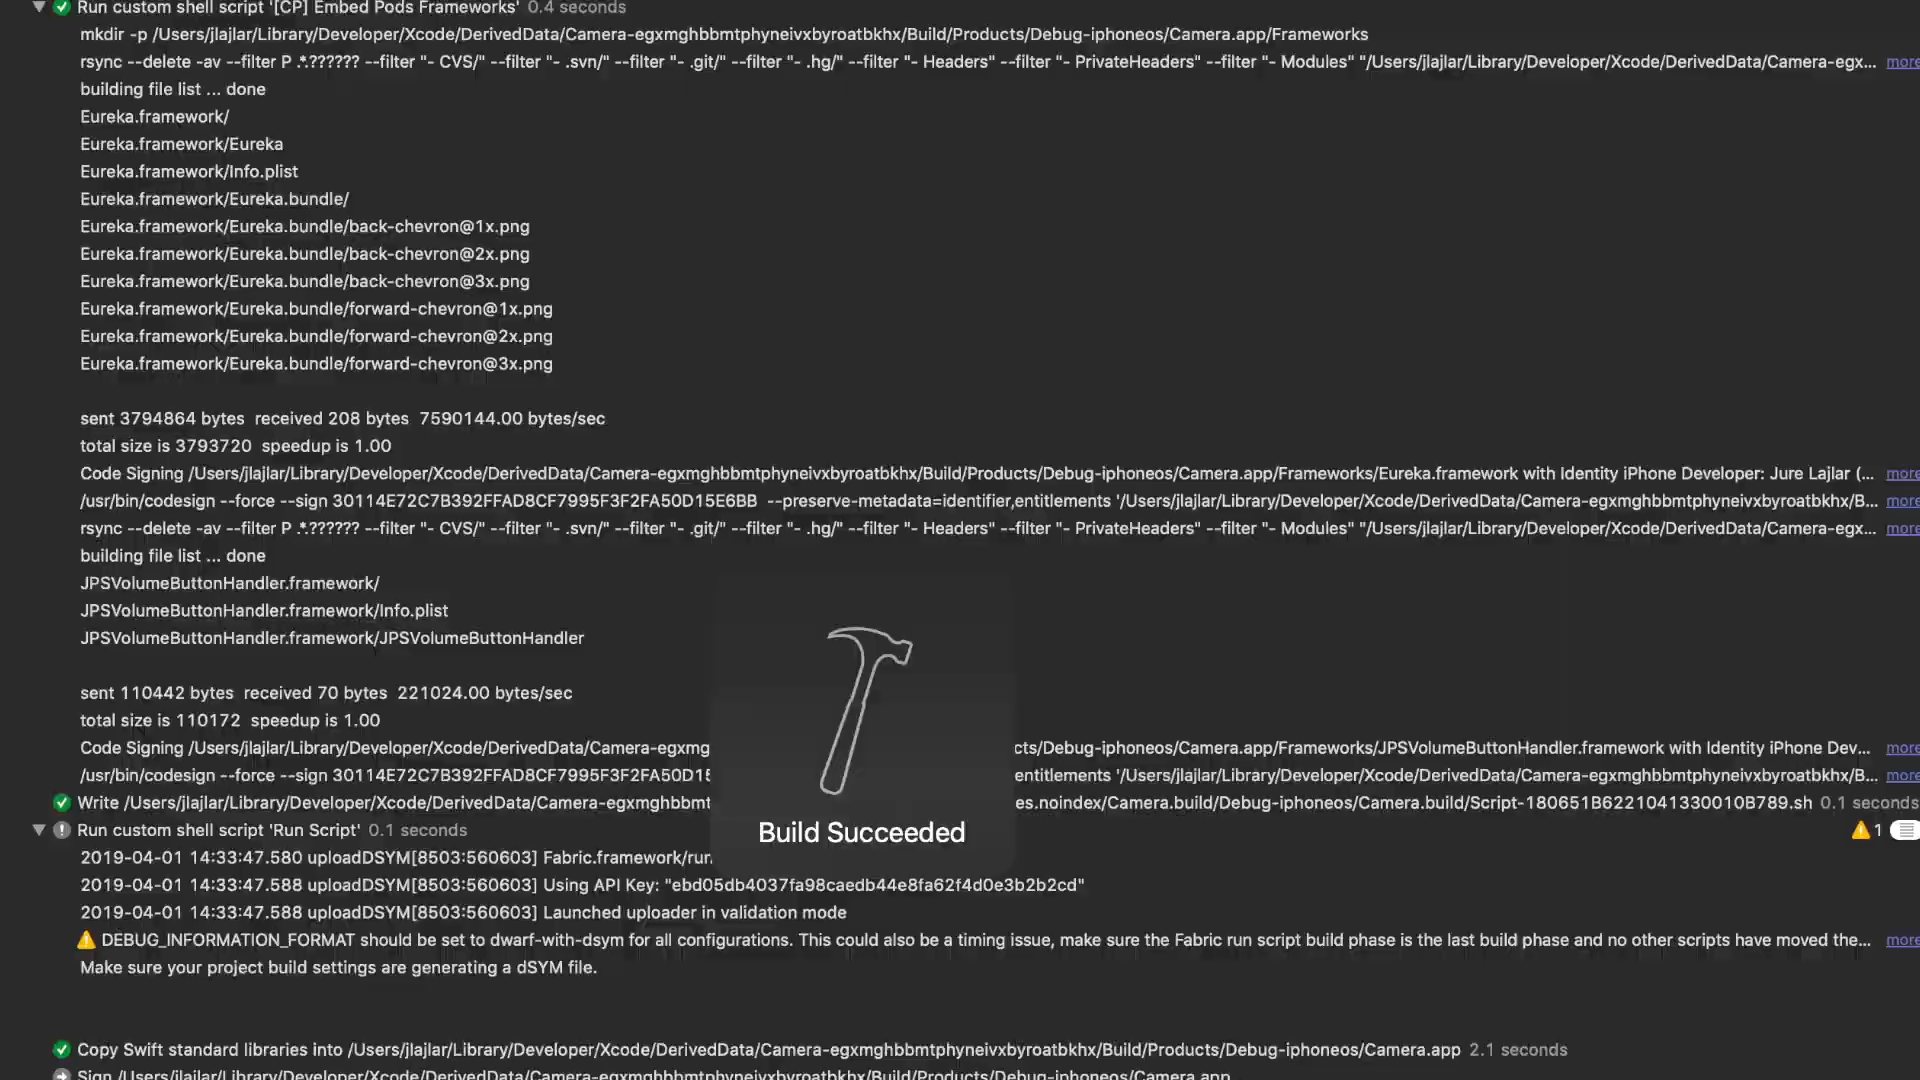 Run custom shell script '[CP] Embed Pods Frameworks' 0.4 seconds
mkdir -p /Users/jlajlar/Library/Developer/Xcode/DerivedData/Camera-egxmghbbmtphyneivxbyroatbkhx/Build/Products/Debug-iphoneos/Camera.app/Frameworks
rsync --delete -av --filter P .*.?????? --filter "- CVS/" --filter "- .svn/" --filter "- .git/" --filter "- .hg/" --filter "- Headers" --filter "- PrivateHeaders" --filter "- Modules" "/Users/jlajlar/Library/Developer/Xcode/DerivedData/Camera-egx... more
building file list ... done
Eureka.framework/
Eureka.framework/Eureka
Eureka.framework/Info.plist
Eureka.framework/Eureka.bundle/
Eureka.framework/Eureka.bundle/back-chevron@1x.png
Eureka.framework/Eureka.bundle/back-chevron@2x.png
Eureka.framework/Eureka.bundle/back-chevron@3x.png
Eureka.framework/Eureka.bundle/forward-chevron@1x.png
Eureka.framework/Eureka.bundle/forward-chevron@2x.png
Eureka.framework/Eureka.bundle/forward-chevron@3x.png
sent 3794864 bytes received 208 bytes 7590144.00 bytes/sec
total size is 3793720 speedup is 1.00
Code Signing /Users/jlajlar/Library/Developer/Xcode/DerivedData/Camera-egxmghbbmtphyneivxbyroatbkhx/Build/Products/Debug-iphoneos/Camera.app/Frameworks/Eureka.framework with Identity iPhone Developer: Jure Lajlar (... more
/usr/bin/codesign --force --sign 30114E72C7B392FFAD8CF7995F3F2FA50D15E6BB --preserve-metadata=identifier,entitlements '/Users/jlajlar/Library/Developer/Xcode/DerivedData/Camera-egxmghbbmtphyneivxbyroatbkhx/B... more
rsync --delete -av --filter P .*.?????? --filter "- CVS/" --filter "- .svn/" --filter "- .git/" --filter "- .hg/" --filter "- Headers" --filter "- PrivateHeaders" --filter "- Modules" "/Users/jlajlar/Library/Developer/Xcode/DerivedData/Camera-egx... more
building file list ... done
JPSVolumeButtonHandler.framework/
JPSVolumeButtonHandler.framework/Info.plist
JPSVolumeButtonHandler.framework/JPSVolumeButtonHandler
sent 110442 bytes received 70 bytes 221024.00 bytes/sec
total size is 110172 speedup is 1.00
Code Signing /Users/jlajlar/Library/Developer/Xcode/DerivedData/Camera-egxmg cts/Debug-iphoneos/Camera.app/Frameworks/JPSVolumeButtonHandler.framework with Identity iPhone Dev... more
/usr/bin/codesign --force --sign 30114E72C7B392FFAD8CF7995F3F2FA50D15 entitlements '/Users/jlajlar/Library/Developer/Xcode/DerivedData/Camera-egxmghbbmtphyneivxbyroatbkhx/B... more
Write /Users/jlajlar/Library/Developer/Xcode/DerivedData/Camera-egxmghbbmt es.noindex/Camera.build/Debug-iphoneos/Camera.build/Script-180651B6221041330010B789.sh 0.1 seconds
Run custom shell script 'Run Script' 0.1 seconds 1
Build Succeeded
2019-04-01 14:33:47.580 uploadDSYM[8503:560603] Fabric.framework/run
2019-04-01 14:33:47.588 uploadDSYM[8503:560603] Using API Key: "ebd05db4037fa98caedb44e8fa62f4d0e3b2b2cd"
2019-04-01 14:33:47.588 uploadDSYM[8503:560603] Launched uploader in validation mode
DEBUG_INFORMATION_FORMAT should be set to dwarf-with-dsym for all configurations. This could also be a timing issue, make sure the Fabric run script build phase is the last build phase and no other scripts have moved the... more
Make sure your project build settings are generating a dSYM file.
Copy Swift standard libraries into /Users/jlajlar/Library/Developer/Xcode/DerivedData/Camera-egxmghbbmtphyneivxbyroatbkhx/Build/Products/Debug-iphoneos/Camera.app 2.1 seconds
Sign /Users/jlajlar/Library/Developer/Xcode/DerivedData/Camera-egxmghbbmtphyneivxbyroatbkhx/Build/Products/Debug-iphoneos/Camera.app